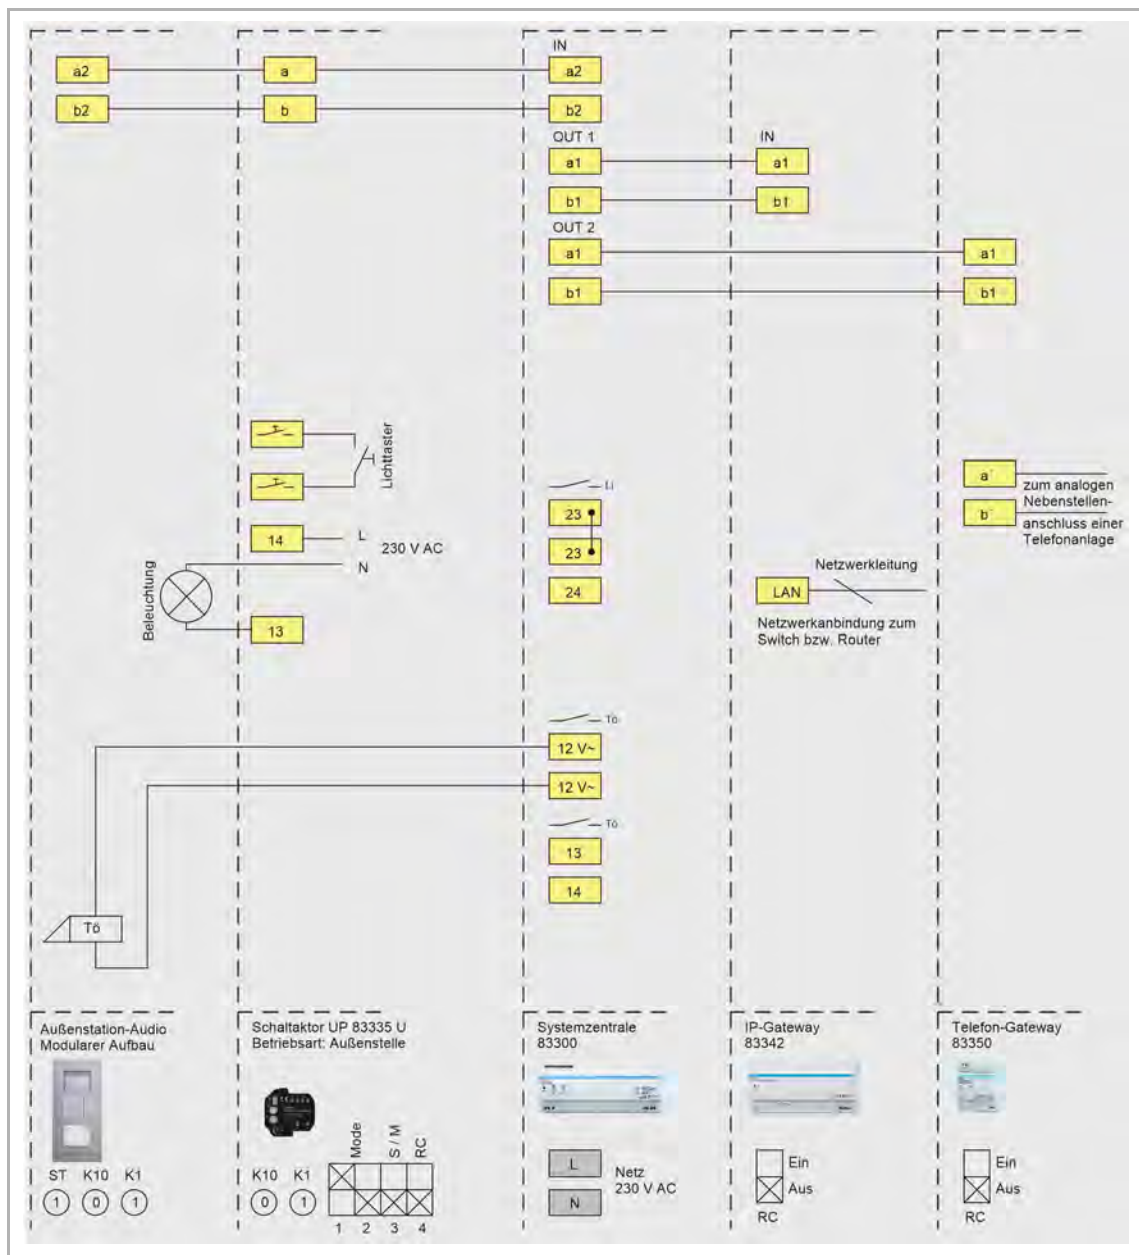 IN
a2 a a2
b2 b b2
OUT 1 IN
a1 a1
b1 b1
OUT 2
a1 a1
b1 b1
Lichttaster
Li
23
23
24
14 L
230 V AC
N
Beleuchtung
13
a
b
zum analogen
Nebenstellen-
anschluss einer
Telefonanlage
Netzwerkleitung
LAN
Netzwerkanbindung zum
Switch bzw. Router
Tö
12 V~
12 V~
Tö
13
14
Tö
Außenstation-Audio
Modularer Aufbau
ST K10 K1
1 0 1
Schaltaktor UP 83335 U
Betriebsart: Außenstelle
Mode S / M RC
K10 K1
0 1
1 2 3 4
Systemzentrale
83300
L
N
Netz
230 V AC
IP-Gateway
83342
Ein
Aus
RC
Telefon-Gateway
83350
Ein
Aus
RC